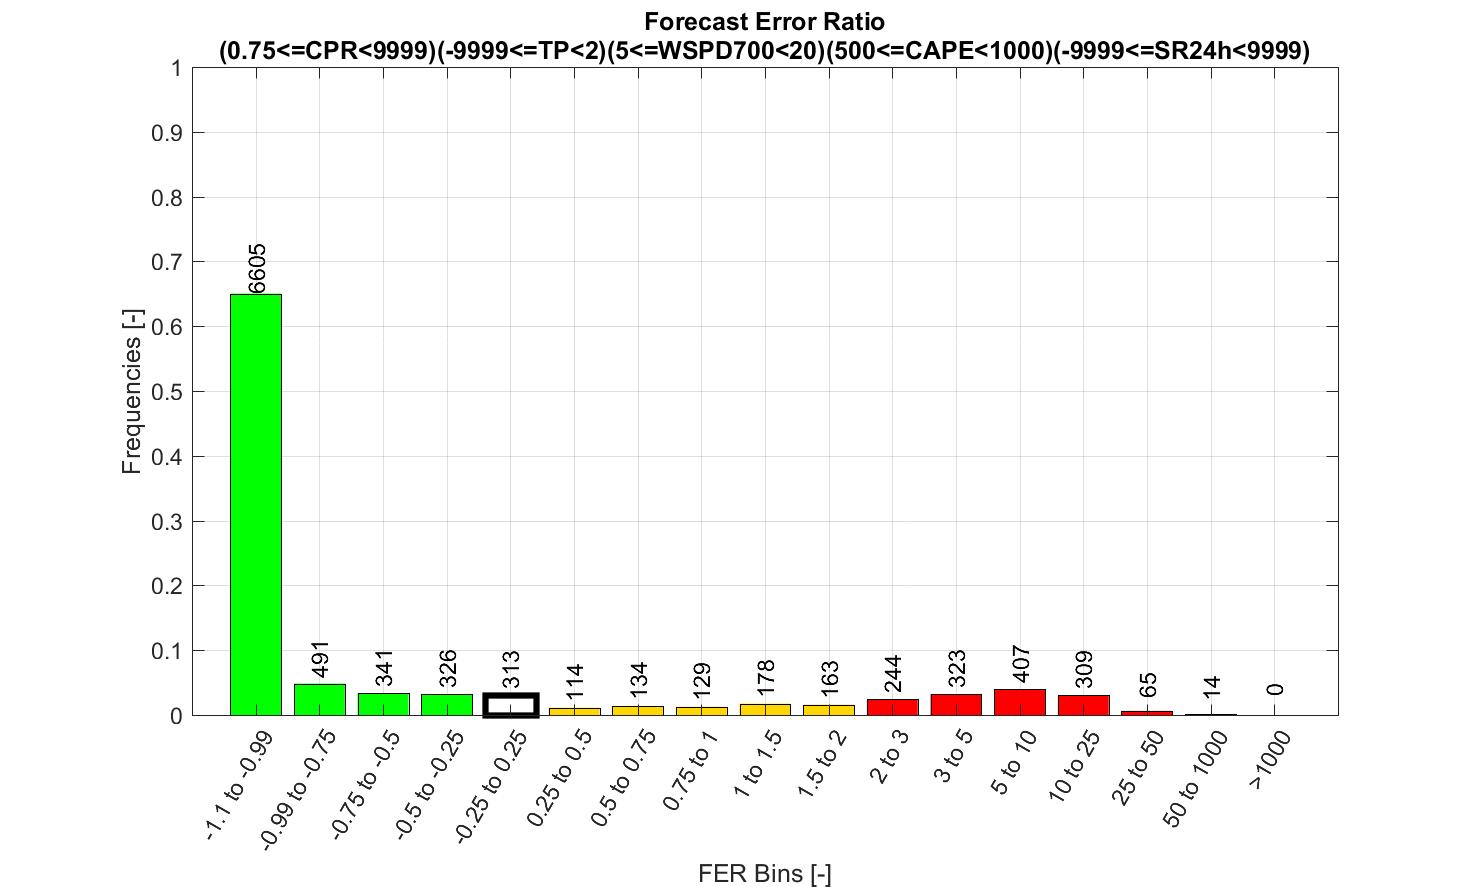 Forecast Error Ratio
(0.75<=CPR<9999)(-9999<=TP<2)(5<=WSPD700<20)(500<=CAPE<1000)(-9999<=SR24h<9999)
Frequencies [-]
1
0.9
0.8
0.7
0.6
0.5
0.4
0.3
0.2
0.1
0
6605
491
341
326
313
114
134
129
178
163
244
323
407
309
65
14
0
-1.1 to -0.99
-0.99 to -0.75
-0.75 to -0.5
-0.5 to -0.25
-0.25 to 0.25
0.25 to 0.5
0.5 to 0.75
0.75 to 1
1 to 1.5
1.5 to 2
2 to 3
3 to 5
5 to 10
10 to 25
25 to 50
50 to 1000
>1000
FER Bins [-]